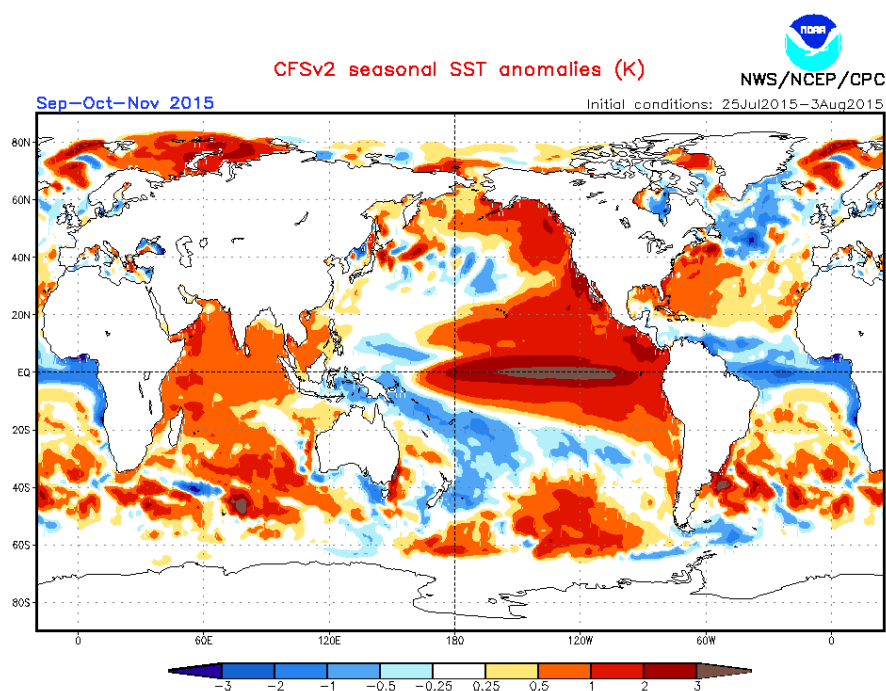 NOAA
CFSv2 seasonal SST anomalies (K)
NWS/NCEP/CPC
Sep-Oct-Nov 2015
Initial conditions: 25Jul2015-3Aug2015
80N
60N
40N
20N
EQ
20S
40S
60S
80S
0 60E 120E 180 120W 60W 0
-3 -2 -1 -0.5 -0.25 0.25 0.5 1 2 3